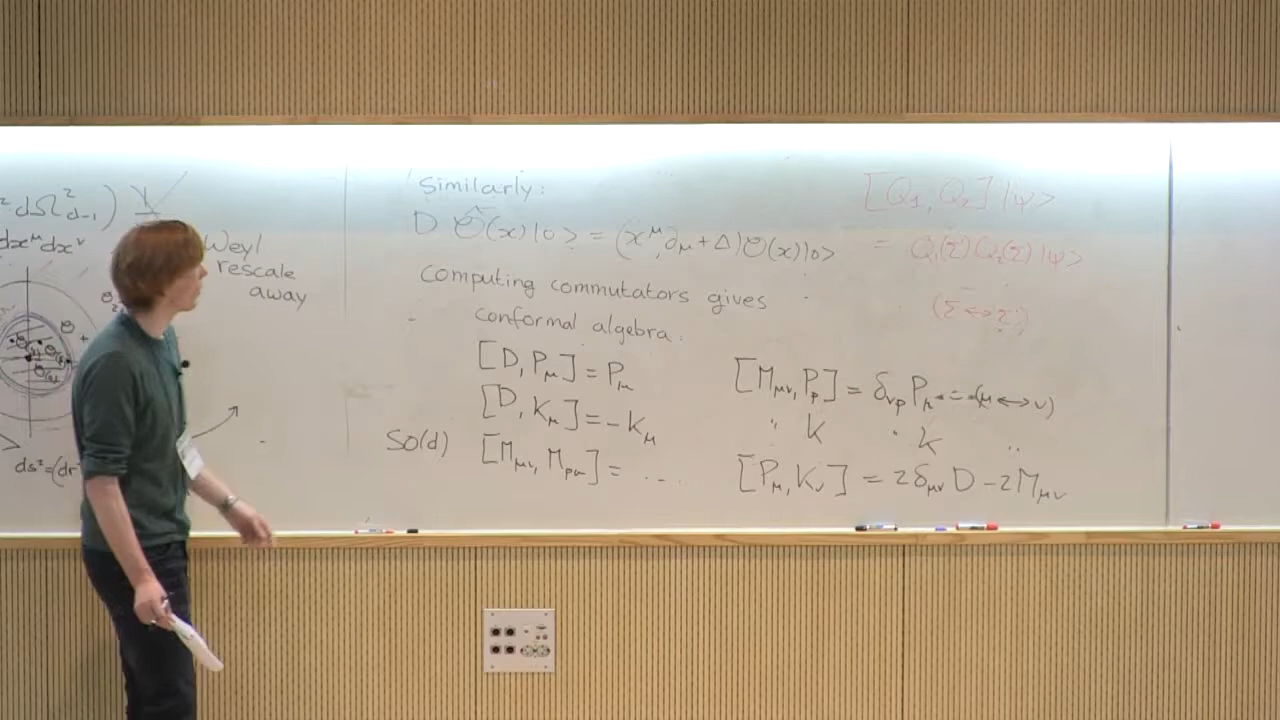 ²dΩ²_{d-1})
dx^μ dx^ν
Weyl
rescale
away
ds²=(dr
Similarly:
D Ô(x)|0> = (x^μ ∂_μ + Δ)O(x)|0>
Computing commutators gives
conformal algebra.
[D, P_μ] = P_μ
[D, K_μ] = -K_μ
SO(d) [M_μν, M_ρσ] = ...
[M_μν, P_ρ] = δ_νρ P_μ - (μ ↔ ν)
" K " K ..
[P_μ, K_ν] = 2δ_μν D - 2M_μν
[Q_1, Q_2] |ψ>
= Q_1(Σ') Q_2(Σ) |ψ>
- (Σ ↔ Σ')